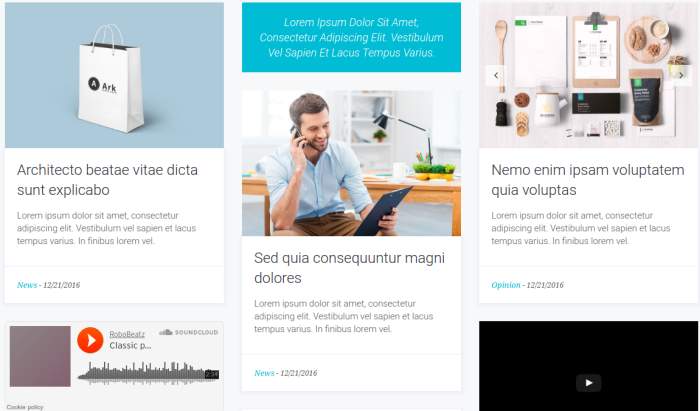 A Ark
Architecto beatae vitae dicta
sunt explicabo
Lorem ipsum dolor sit amet, consectetur
adipiscing elit. Vestibulum vel sapien et lacus
tempus varius. In finibus lorem vel.
News - 12/21/2016
RoboBeatz
Classic p...
SOUNDCLOUD
Cookie policy
Lorem Ipsum Dolor Sit Amet,
Consectetur Adipiscing Elit. Vestibulum
Vel Sapien Et Lacus Tempus Varius.
Sed quia consequuntur magni
dolores
Lorem ipsum dolor sit amet, consectetur
adipiscing elit. Vestibulum vel sapien et lacus
tempus varius. In finibus lorem vel.
News - 12/21/2016
Nemo enim ipsam voluptatem
quia voluptas
Lorem ipsum dolor sit amet, consectetur
adipiscing elit. Vestibulum vel sapien et lacus
tempus varius. In finibus lorem vel.
Opinion - 12/21/2016